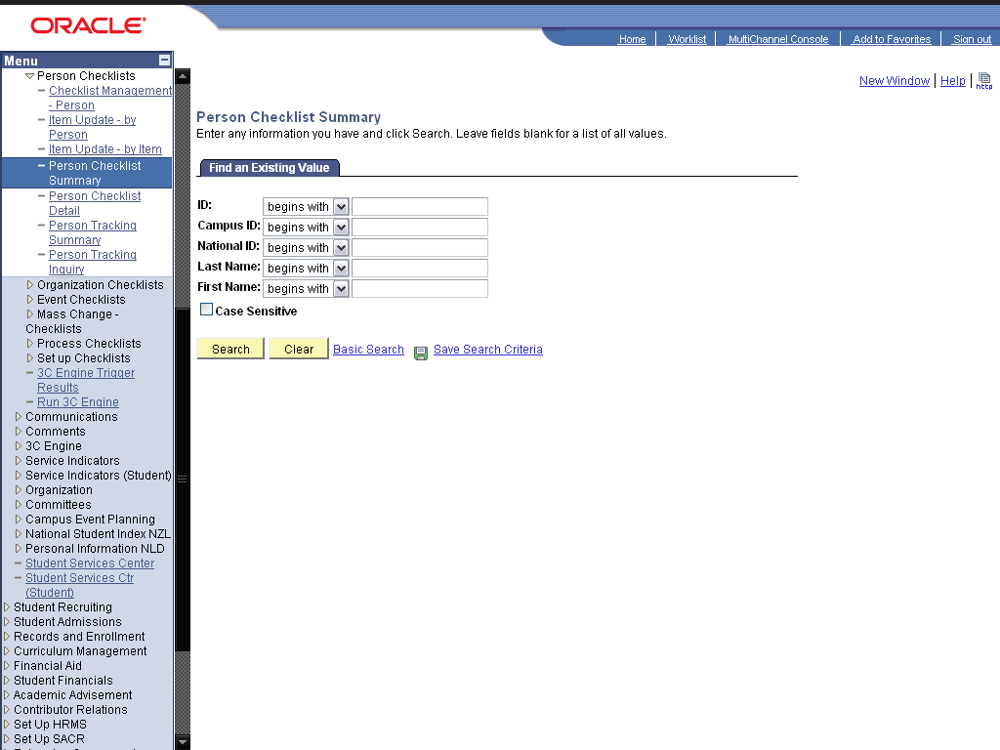 ORACLE
Home
Worklist
MultiChannel Console
Add to Favorites
Sign out
New Window
Help
http
Menu
Person Checklists
Checklist Management
- Person
Item Update - by
Person
Item Update - by Item
Person Checklist
Summary
Person Checklist
Detail
Person Tracking
Summary
Person Tracking
Inquiry
Organization Checklists
Event Checklists
Mass Change -
Checklists
Process Checklists
Set up Checklists
3C Engine Trigger
Results
Run 3C Engine
Communications
Comments
3C Engine
Service Indicators
Service Indicators (Student)
Organization
Committees
Campus Event Planning
National Student Index NZL
Personal Information NLD
Student Services Center
Student Services Ctr
(Student)
Student Recruiting
Student Admissions
Records and Enrollment
Curriculum Management
Financial Aid
Student Financials
Academic Advisement
Contributor Relations
Set Up HRMS
Set Up SACR
Person Checklist Summary
Enter any information you have and click Search. Leave fields blank for a list of all values.
Find an Existing Value
ID: begins with
Campus ID: begins with
National ID: begins with
Last Name: begins with
First Name: begins with
Case Sensitive
Search Clear Basic Search Save Search Criteria